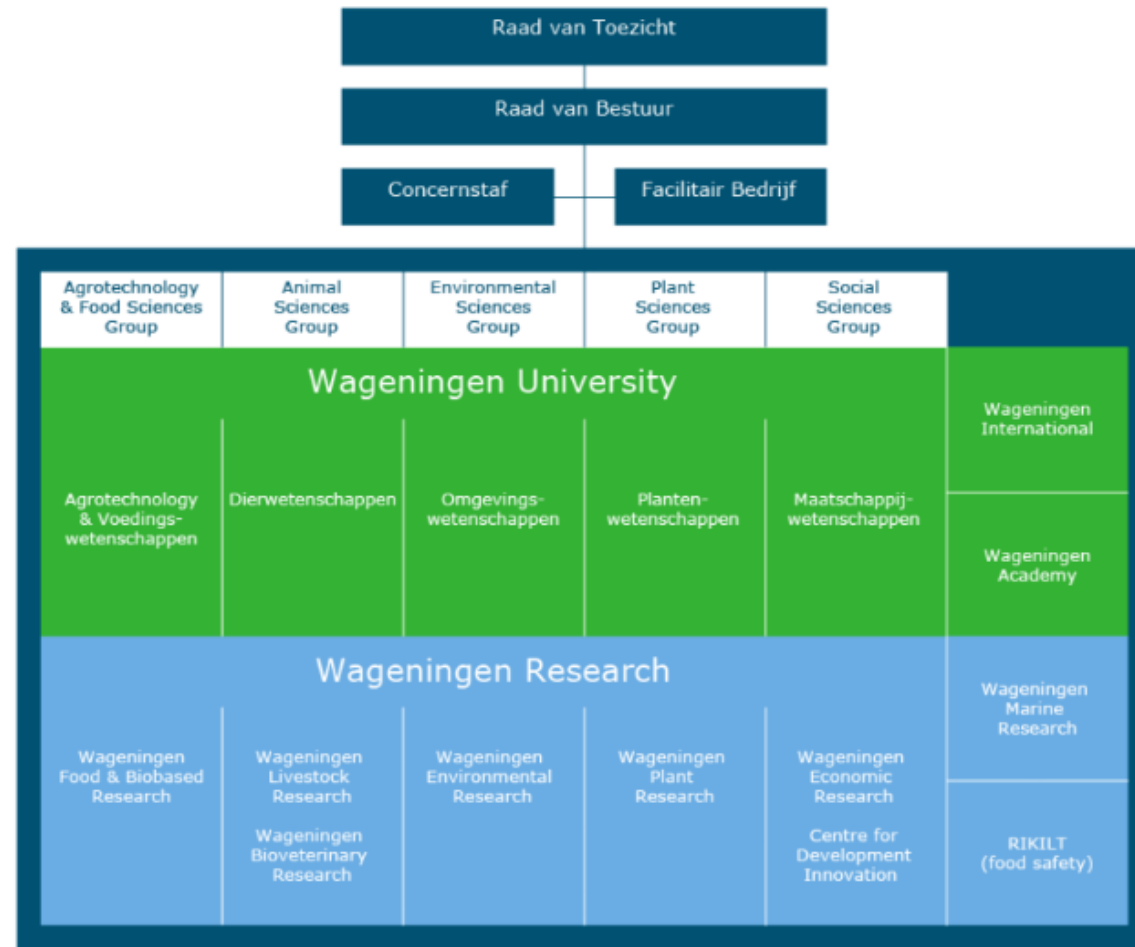 Raad van Toezicht
Raad van Bestuur
Concernstaf
Facilitair Bedrijf
Agrotechnology
& Food Sciences
Group
Animal
Sciences
Group
Environmental
Sciences
Group
Plant
Sciences
Group
Social
Sciences
Group
Wageningen University
Agrotechnology
& Voedings-
wetenschappen
Dierwetenschappen
Omgevings-
wetenschappen
Planten-
wetenschappen
Maatschappij-
wetenschappen
Wageningen
International
Wageningen
Academy
Wageningen Research
Wageningen
Food & Biobased
Research
Wageningen
Livestock
Research
Wageningen
Bioveterinary
Research
Wageningen
Environmental
Research
Wageningen
Plant
Research
Wageningen
Economic
Research
Centre for
Development
Innovation
Wageningen
Marine
Research
RIKILT
(food safety)